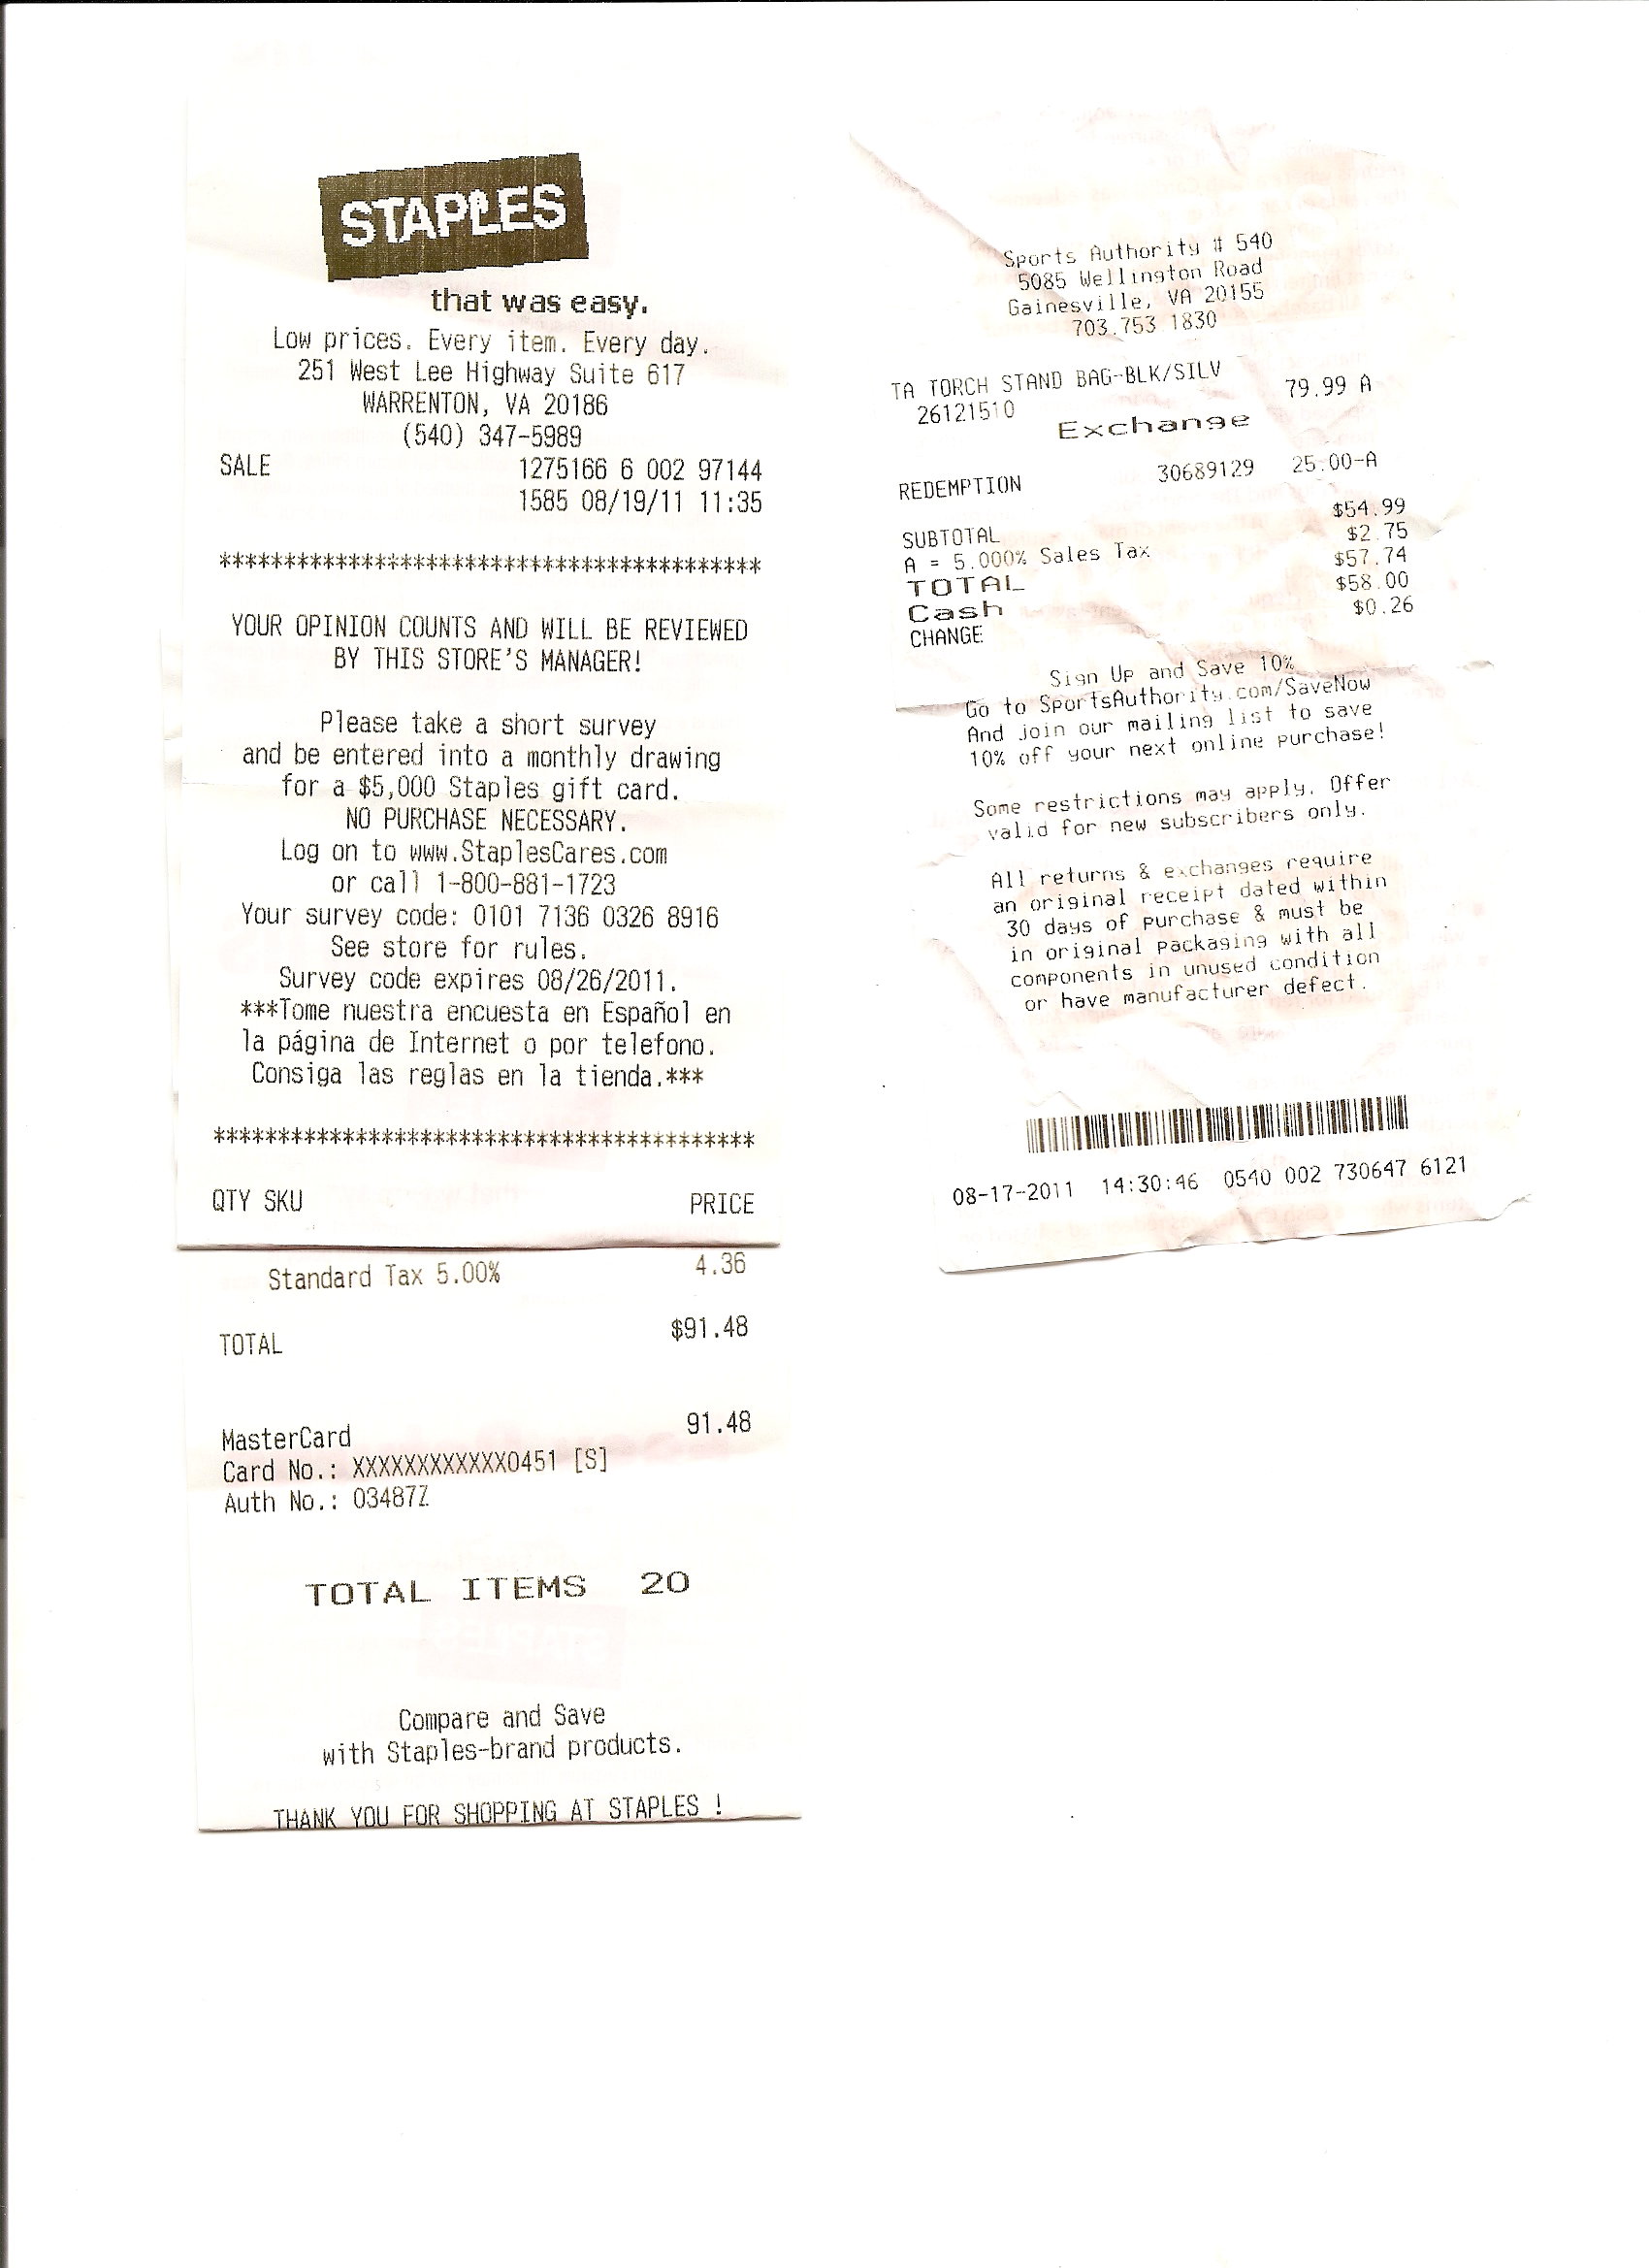 STAPLES
that was easy.
Low prices. Every item. Every day.
251 West Lee Highway Suite 617
WARRENTON, VA 20186
(540) 347-5989
SALE 1275166 6 002 97144
1585 08/19/11 11:35
******************************************
YOUR OPINION COUNTS AND WILL BE REVIEWED
BY THIS STORE'S MANAGER!
Please take a short survey
and be entered into a monthly drawing
for a $5,000 Staples gift card.
NO PURCHASE NECESSARY.
Log on to www.StaplesCares.com
or call 1-800-881-1723
Your survey code: 0101 7136 0326 8916
See store for rules.
Survey code expires 08/26/2011.
***Tome nuestra encuesta en Español en
la página de Internet o por telefono.
Consiga las reglas en la tienda.***
******************************************
QTY SKU PRICE
Standard Tax 5.00% 4.36
TOTAL $91.48
MasterCard 91.48
Card No.: XXXXXXXXXXXX0451 [S]
Auth No.: 03487Z
TOTAL ITEMS 20
Compare and Save
with Staples-brand products.
THANK YOU FOR SHOPPING AT STAPLES !
Sports Authority # 540
5085 Wellington Road
Gainesville, VA 20155
703.753.1830
TA TORCH STAND BAG-BLK/SILV
26121510 79.99 A
Exchange
REDEMPTION 30689129 25.00-A
SUBTOTAL $54.99
A = 5.000% Sales Tax $2.75
TOTAL $57.74
Cash $58.00
CHANGE $0.26
Sign Up and Save 10%
Go to SportsAuthority.com/SaveNow
And join our mailing list to save
10% off your next online purchase!
Some restrictions may apply. Offer
valid for new subscribers only.
All returns & exchanges require
an original receipt dated within
30 days of purchase & must be
in original packaging with all
components in unused condition
or have manufacturer defect.
08-17-2011 14:30:46 0540 002 730647 6121